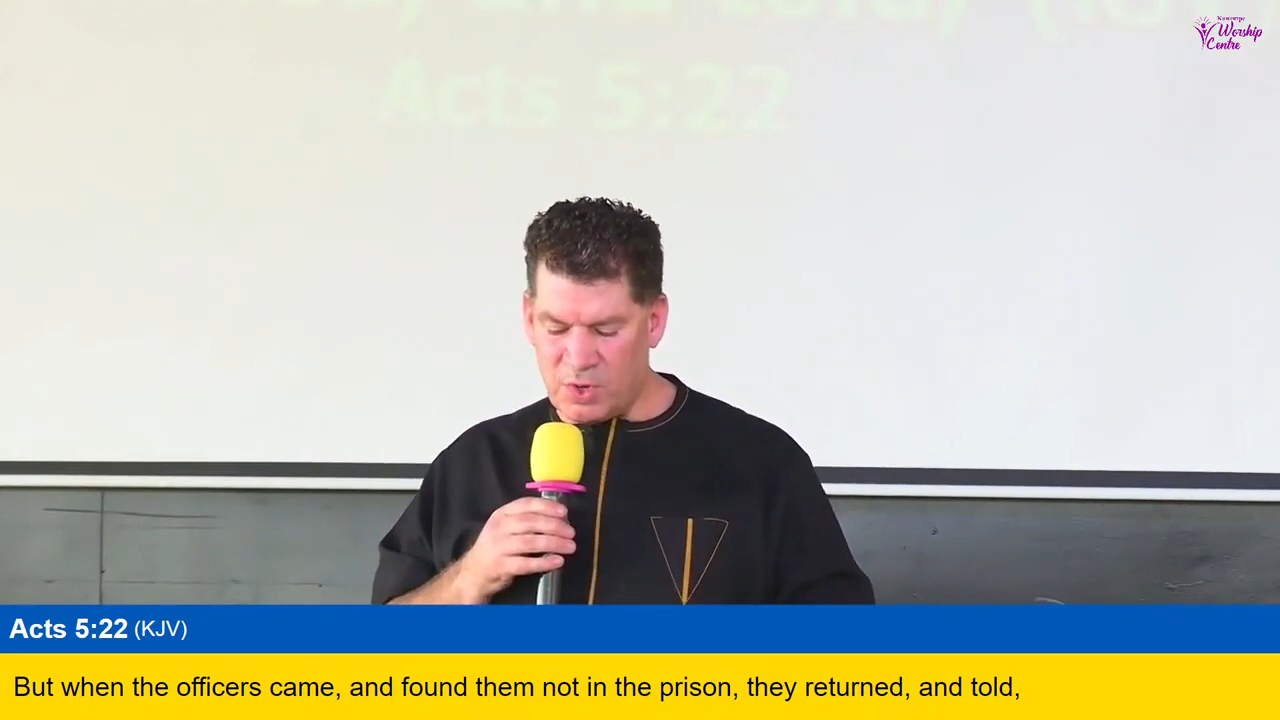 Worship
Centre
Acts 5:22
Acts 5:22 (KJV)
But when the officers came, and found them not in the prison, they returned, and told,